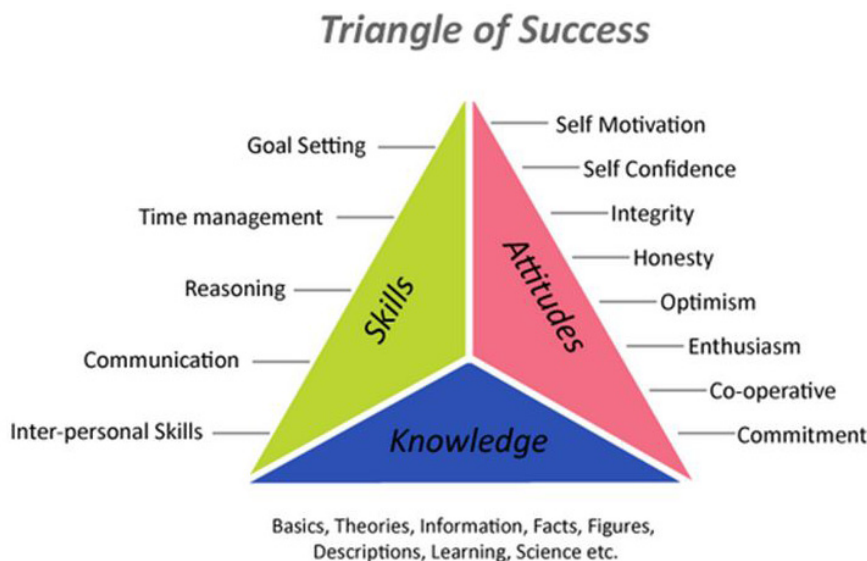 Triangle of Success
Goal Setting
Time management
Reasoning
Communication
Inter-personal Skills
Skills
Attitudes
Knowledge
Self Motivation
Self Confidence
Integrity
Honesty
Optimism
Enthusiasm
Co-operative
Commitment
Basics, Theories, Information, Facts, Figures,
Descriptions, Learning, Science etc.